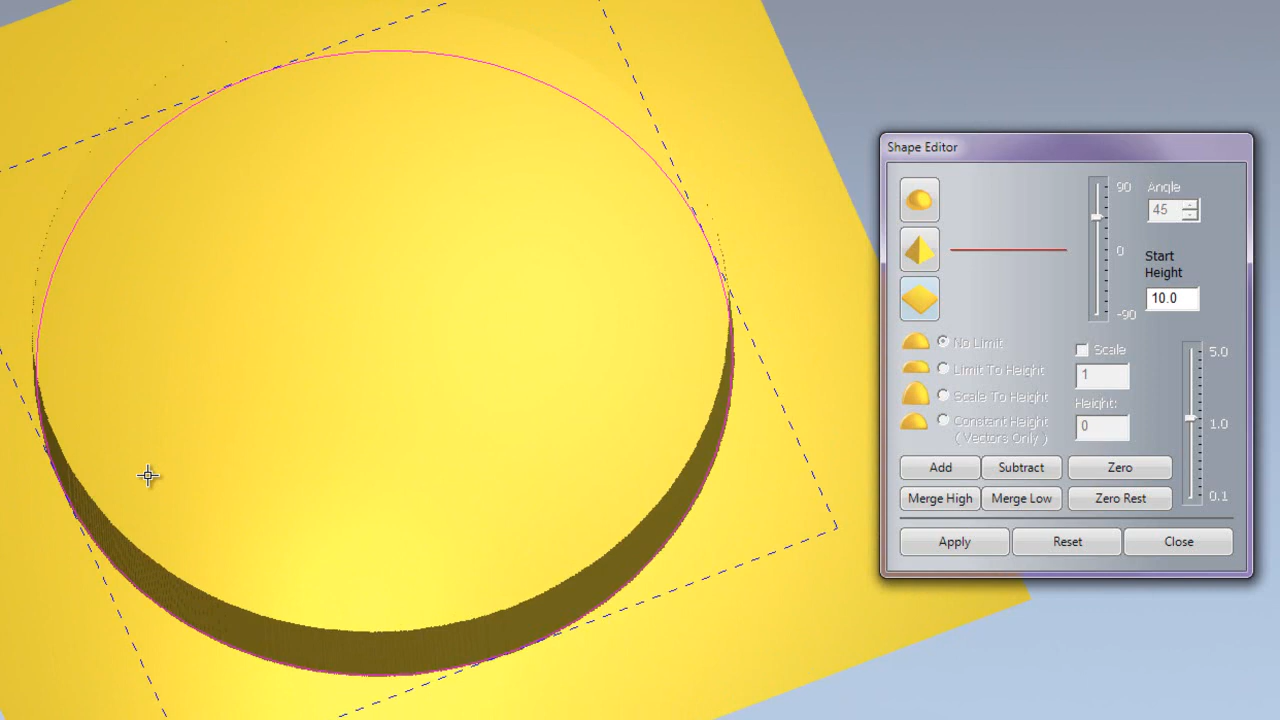 Shape Editor
90
Angle
45
0
Start
Height
10.0
-90
No Limit
Scale
5.0
Limit To Height
1
Scale To Height
Height:
Constant Height
( Vectors Only )
0
1.0
Add
Subtract
Zero
Merge High
Merge Low
Zero Rest
0.1
Apply
Reset
Close